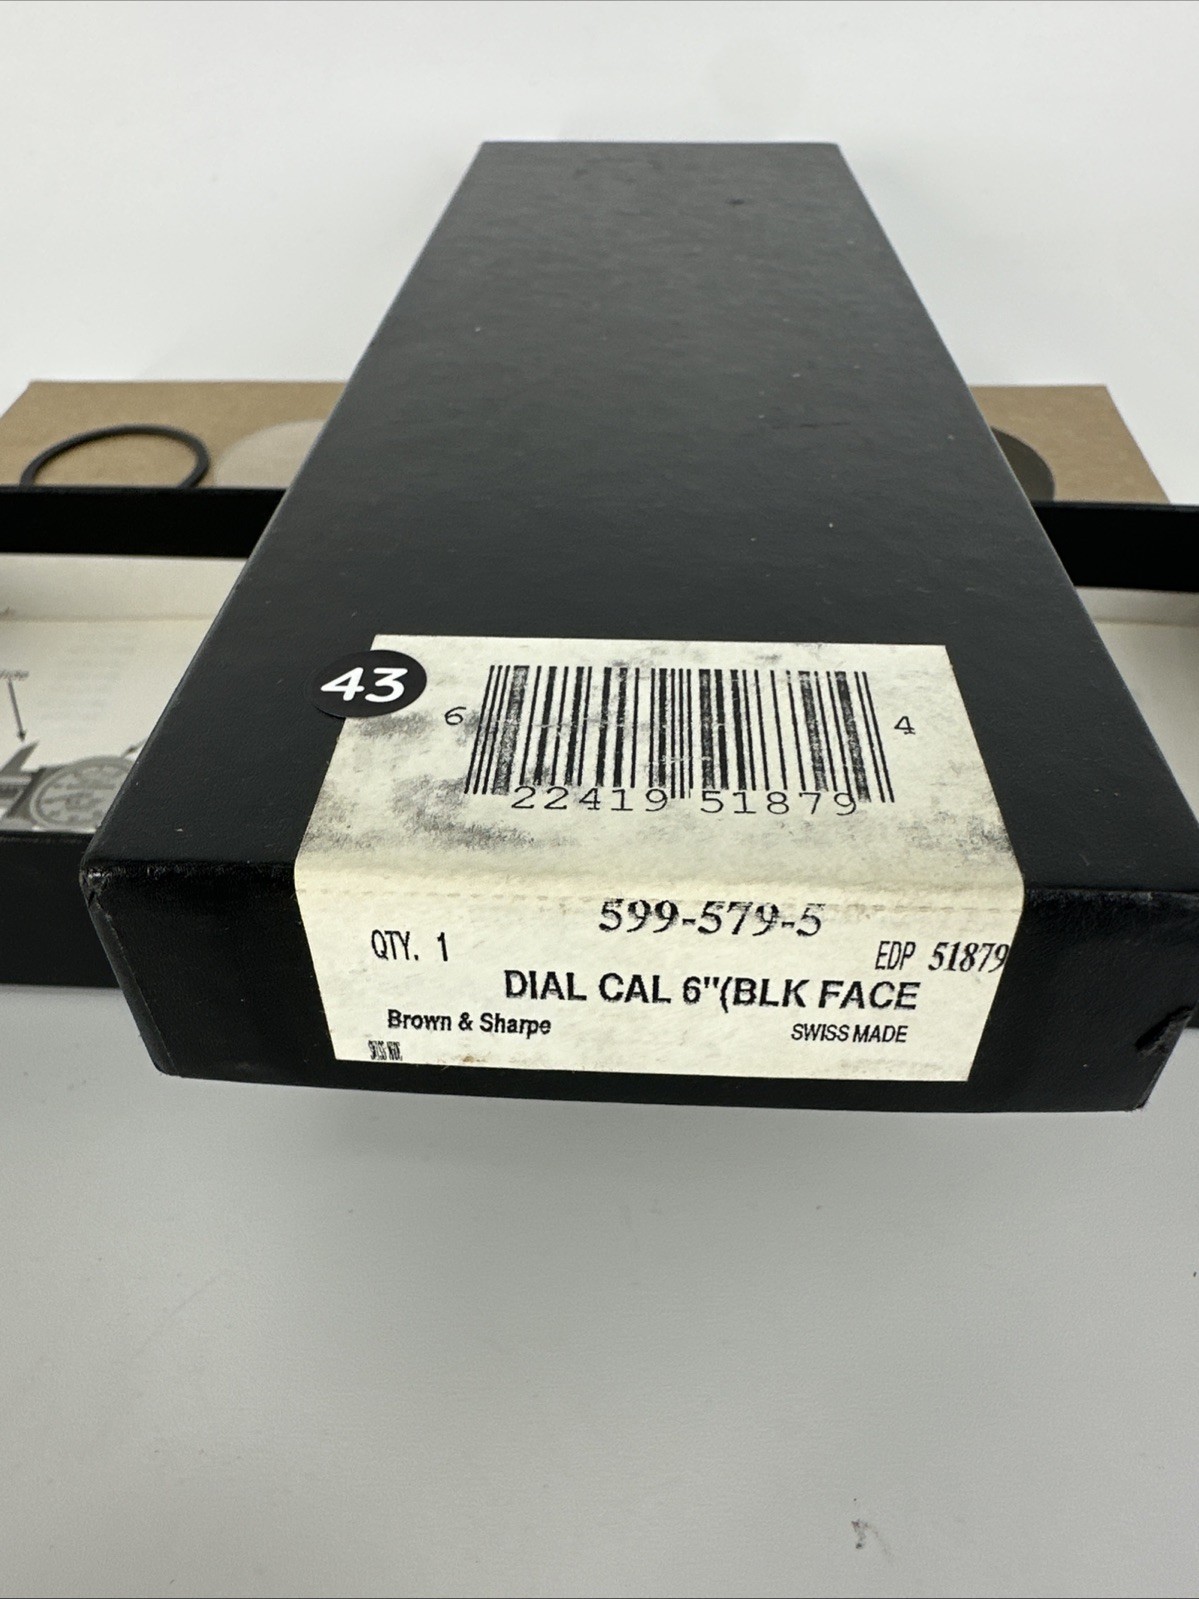 43
6
4
22419 51879
599-579-5
QTY. 1
EDP 51879
DIAL CAL 6"(BLK FACE
Brown & Sharpe
SWISS MADE